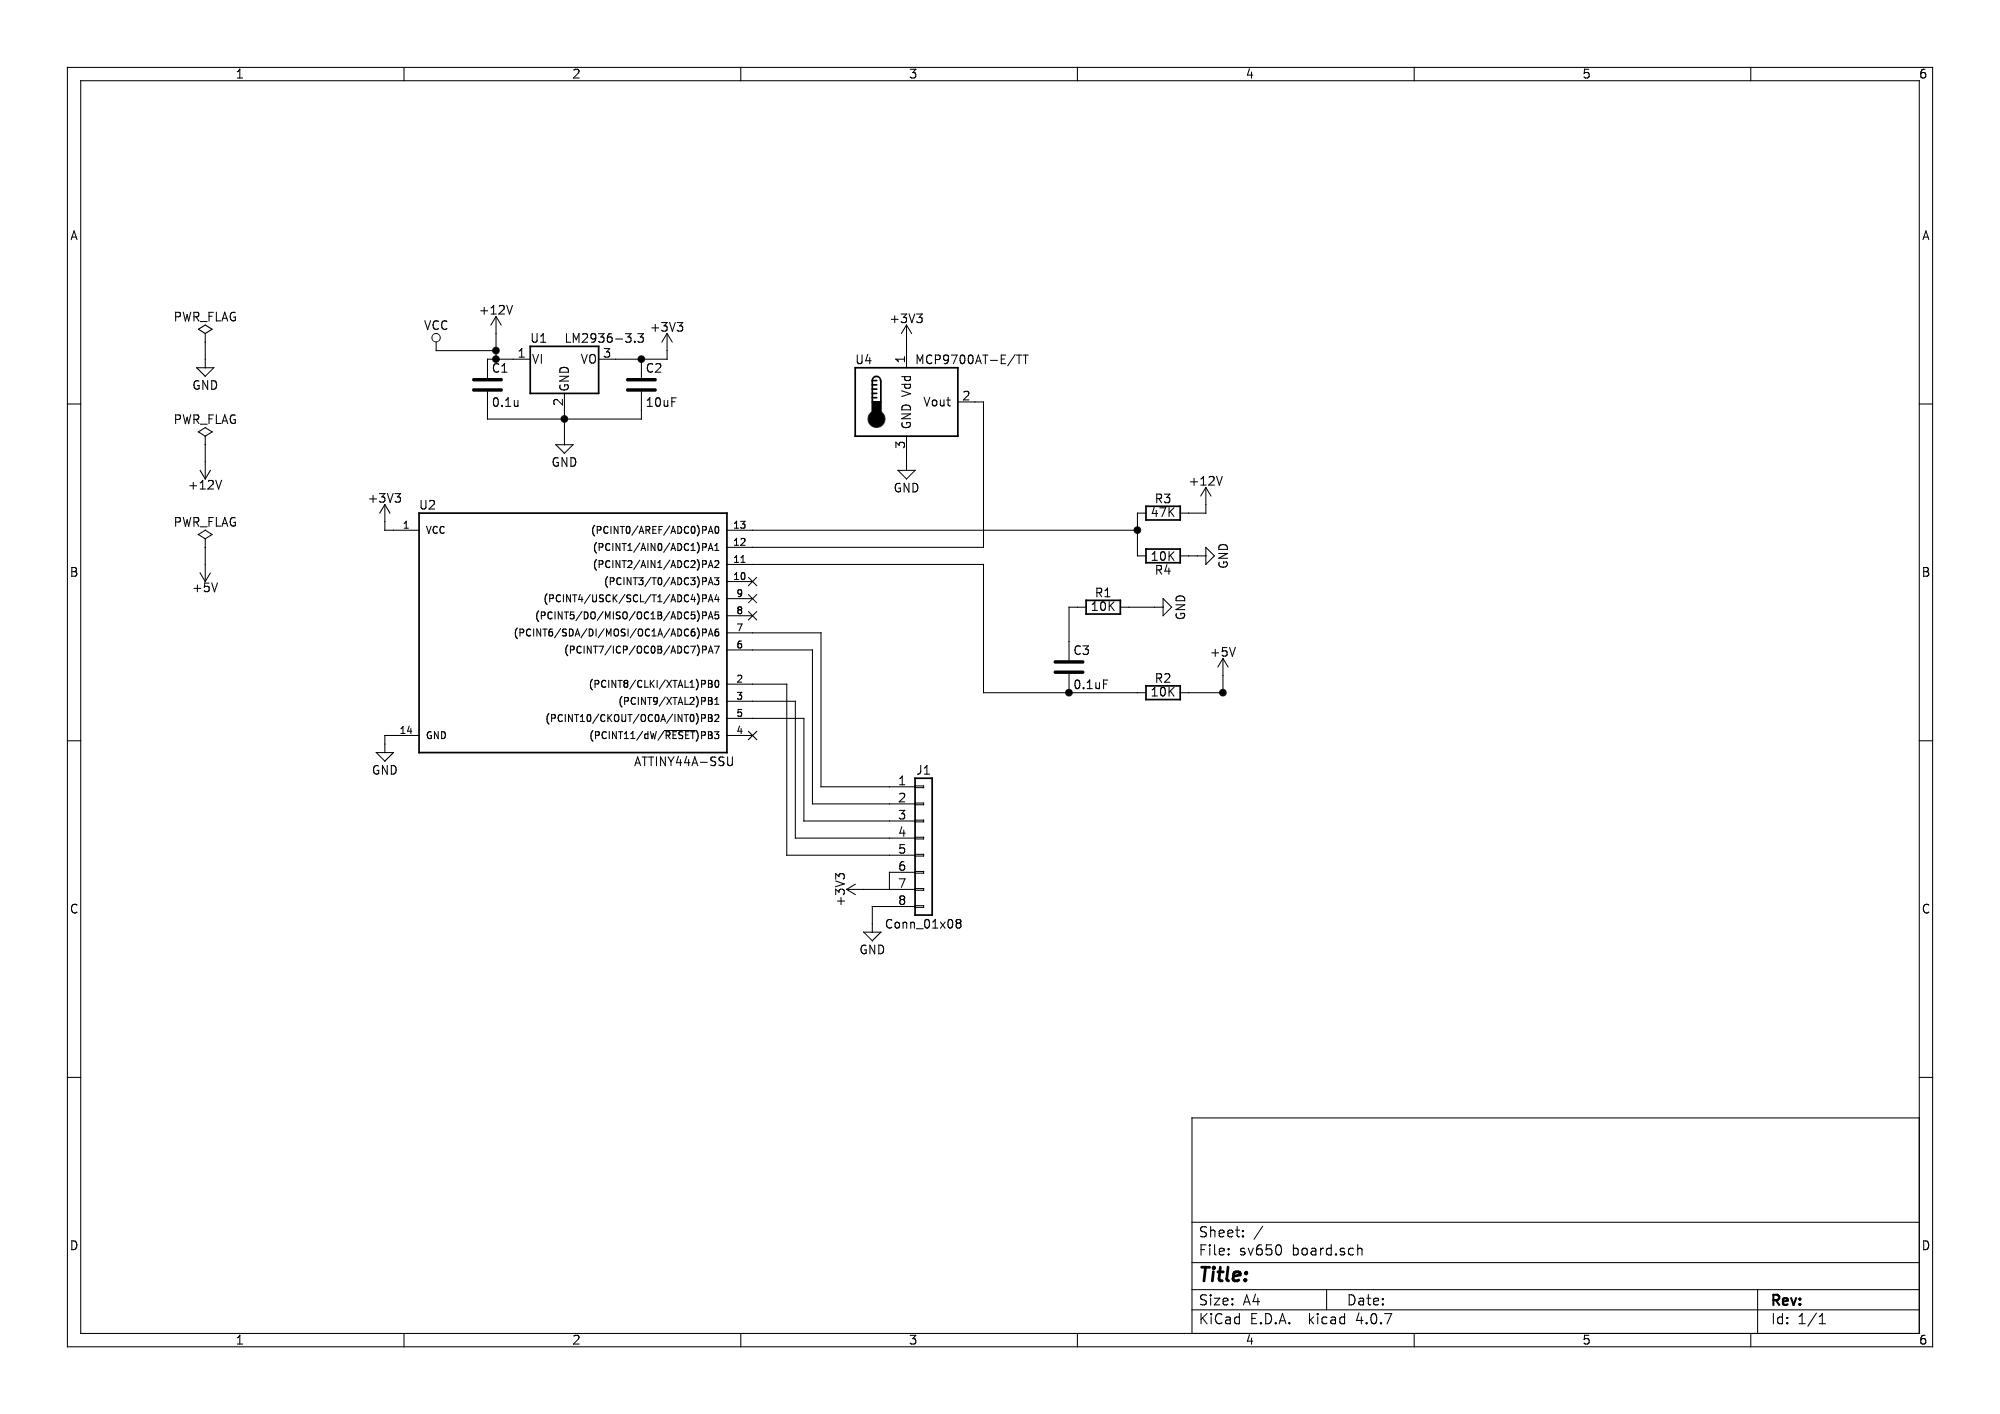 1 2 3 4 5 6
A A
PWR_FLAG
GND
VCC
+12V
U1 LM2936-3.3
+3V3
1 VI VO 3
GND
2
C1
0.1u
C2
10uF
GND
+3V3
U4 MCP9700AT-E/TT
1
Vdd
GND
Vout 2
3
GND
PWR_FLAG
+12V
PWR_FLAG
+5V
B B
+3V3
U2
1 VCC
14 GND
GND
(PCINT0/AREF/ADC0)PA0 13
(PCINT1/AIN0/ADC1)PA1 12
(PCINT2/AIN1/ADC2)PA2 11
(PCINT3/T0/ADC3)PA3 10
(PCINT4/USCK/SCL/T1/ADC4)PA4 9
(PCINT5/DO/MISO/OC1B/ADC5)PA5 8
(PCINT6/SDA/DI/MOSI/OC1A/ADC6)PA6 7
(PCINT7/ICP/OC0B/ADC7)PA7 6
(PCINT8/CLKI/XTAL1)PB0 2
(PCINT9/XTAL2)PB1 3
(PCINT10/CKOUT/OC0A/INT0)PB2 5
(PCINT11/dW/RESET)PB3 4
ATTINY44A-SSU
+12V
R3
47K
10K
R4
GND
R1
10K
GND
C3
0.1uF
+5V
R2
10K
J1
1
2
3
4
5
6
7
8
+3V3
GND
Conn_01x08
C C
D D
Sheet: /
File: sv650 board.sch
Title:
Size: A4 Date: Rev:
KiCad E.D.A. kicad 4.0.7 Id: 1/1
1 2 3 4 5 6